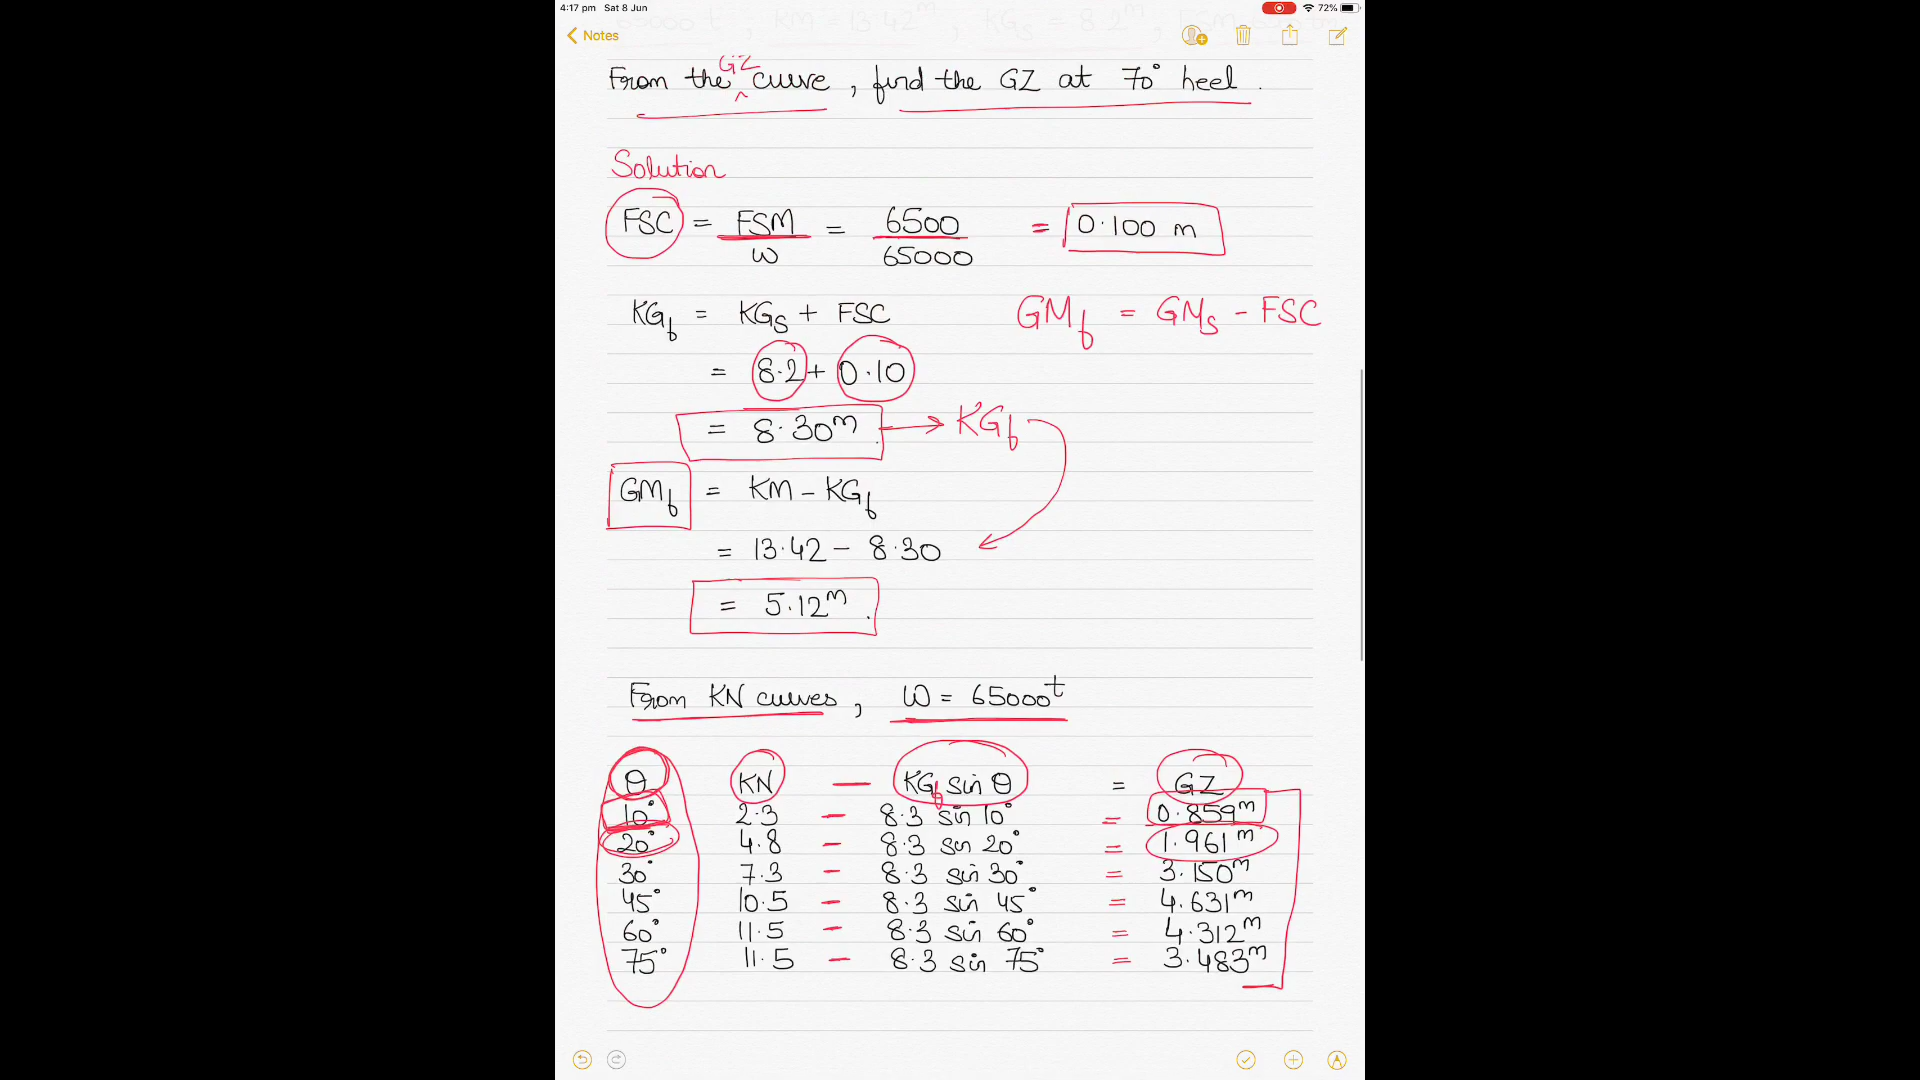 4:17 pm Sat 8 Jun
72%
Notes
From the GZ curve, find the GZ at 70° heel.
Solution
FSC = FSM/W = 6500/65000 = 0.100 m
KGf = KGs + FSC GMf = GMs - FSC
= 8.2 + 0.10
= 8.30m. → KGf
GMf = KM - KGf
= 13.42 - 8.30
= 5.12m.
From KN curves, W = 65000t
θ KN - KGf sin θ = GZ
10° 2.3 - 8.3 sin 10° = 0.859m
20° 4.8 - 8.3 sin 20° = 1.961m
30° 7.3 - 8.3 sin 30° = 3.150m
45° 10.5 - 8.3 sin 45° = 4.631m
60° 11.5 - 8.3 sin 60° = 4.312m
75° 11.5 - 8.3 sin 75° = 3.483m